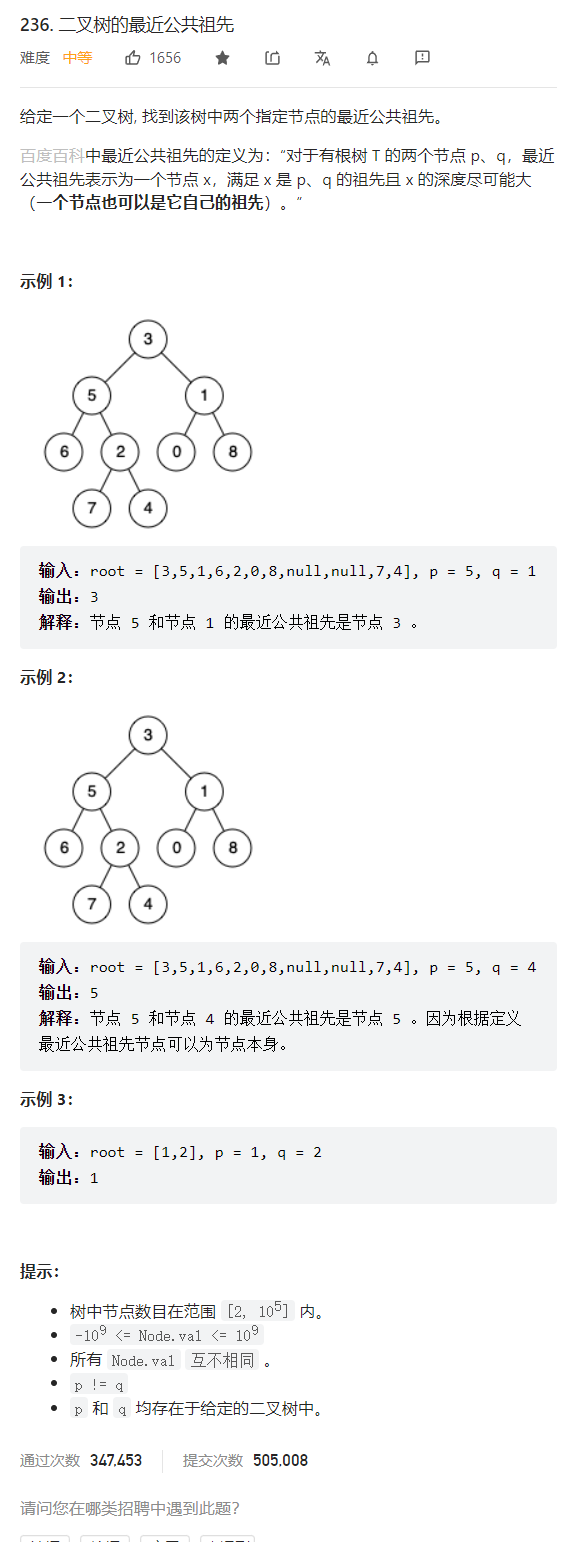 236. 二叉树的最近公共祖先
难度 中等 1656
给定一个二叉树, 找到该树中两个指定节点的最近公共祖先。
百度百科中最近公共祖先的定义为：“对于有根树 T 的两个节点 p、q，最近
公共祖先表示为一个节点 x，满足 x 是 p、q 的祖先且 x 的深度尽可能大
（一个节点也可以是它自己的祖先）。”
示例 1：
3
5 1
6 2 0 8
7 4
输入：root = [3,5,1,6,2,0,8,null,null,7,4], p = 5, q = 1
输出：3
解释：节点 5 和节点 1 的最近公共祖先是节点 3 。
示例 2：
3
5 1
6 2 0 8
7 4
输入：root = [3,5,1,6,2,0,8,null,null,7,4], p = 5, q = 4
输出：5
解释：节点 5 和节点 4 的最近公共祖先是节点 5 。因为根据定义
最近公共祖先节点可以为节点本身。
示例 3：
输入：root = [1,2], p = 1, q = 2
输出：1
提示：
树中节点数目在范围 [2, 10⁵] 内。
-10⁹ <= Node.val <= 10⁹
所有 Node.val 互不相同 。
p != q
p 和 q 均存在于给定的二叉树中。
通过次数 347,453 提交次数 505,008
请问您在哪类招聘中遇到此题？